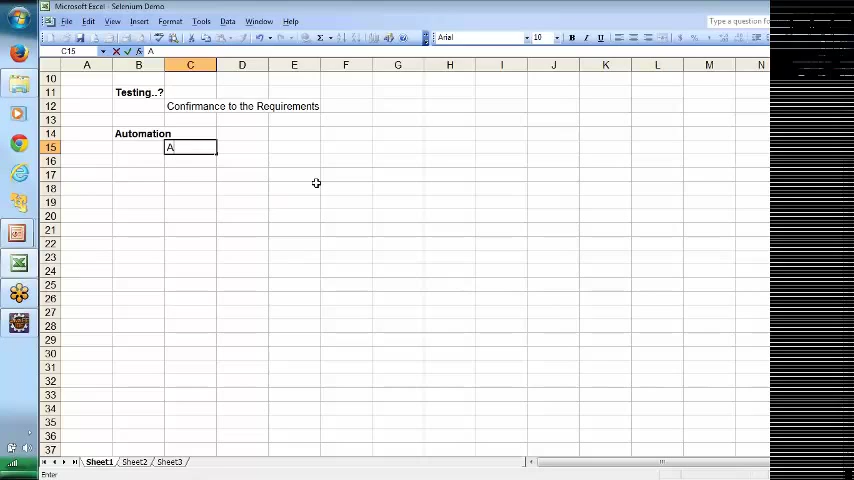 Microsoft Excel - Selenium Demo
File Edit View Insert Format Tools Data Window Help
Type a question fo
Arial 10 B I U
C15 A
A B C D E F G H I J K L M N
10
11 Testing..?
12 Confirmance to the Requirements
13
14 Automation
15 A
16
17
18
19
20
21
22
23
24
25
26
27
28
29
30
31
32
33
34
35
36
37
Sheet1 Sheet2 Sheet3
Enter